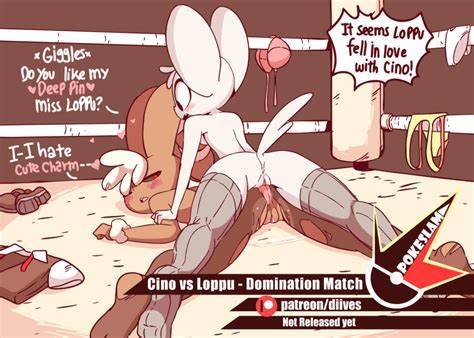 *Giggles*
Do you like my
♥Deep Pin♥
miss Loppu?
It seems Loppu
fell in love
with Cino!
I-I hate
Cute Charm--
Cino vs Loppu - Domination Match
patreon/diives
Not Released yet
POKESLAM